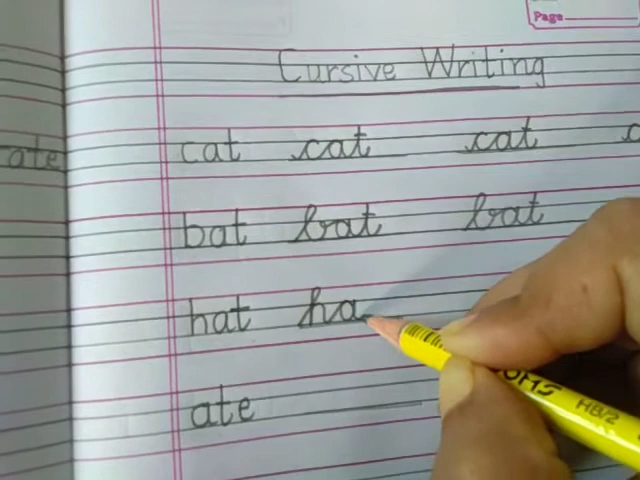 Page
Cursive Writing
ate
cat cat cat c
bat bat bat
hat ha
ate
HB/2